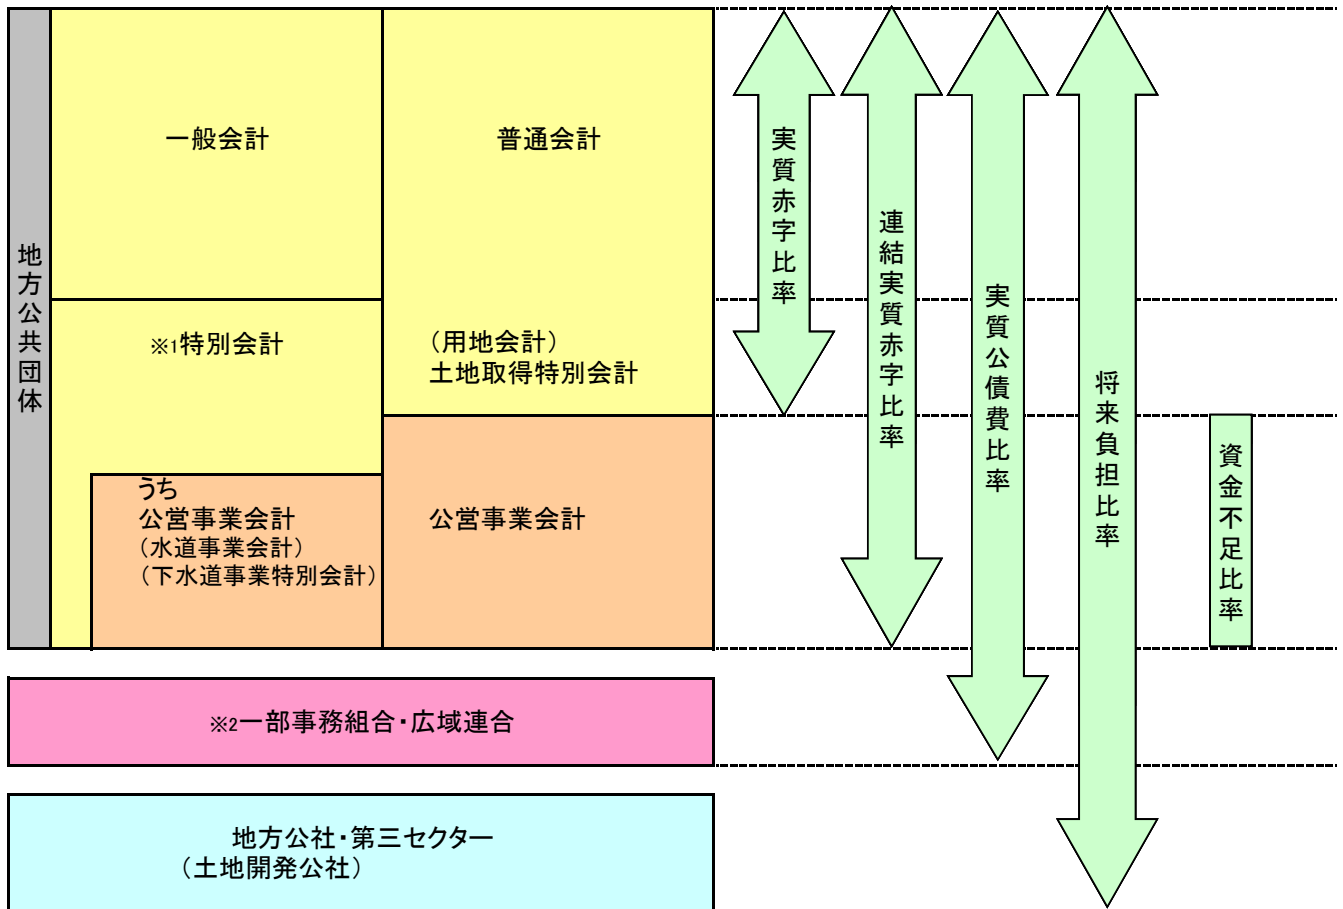 地方公共団体
一般会計
普通会計
※1特別会計
（用地会計）
土地取得特別会計
うち
公営事業会計
（水道事業会計）
（下水道事業特別会計）
公営事業会計
※2一部事務組合・広域連合
地方公社・第三セクター
（土地開発公社）
実質赤字比率
連結実質赤字比率
実質公債費比率
将来負担比率
資金不足比率